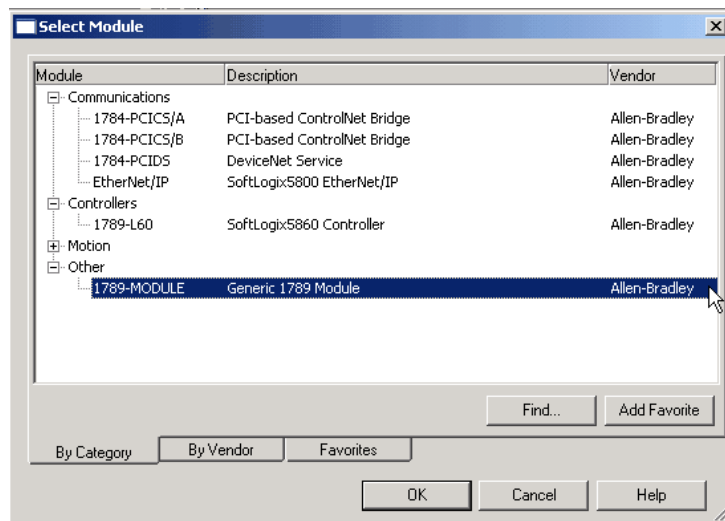 Select Module
Module Description Vendor
Communications
1784-PCICS/A PCI-based ControlNet Bridge Allen-Bradley
1784-PCICS/B PCI-based ControlNet Bridge Allen-Bradley
1784-PCIDS DeviceNet Service Allen-Bradley
EtherNet/IP SoftLogix5800 EtherNet/IP Allen-Bradley
Controllers
1789-L60 SoftLogix5860 Controller Allen-Bradley
Motion
Other
1789-MODULE Generic 1789 Module Allen-Bradley
Find... Add Favorite
By Category By Vendor Favorites
OK Cancel Help